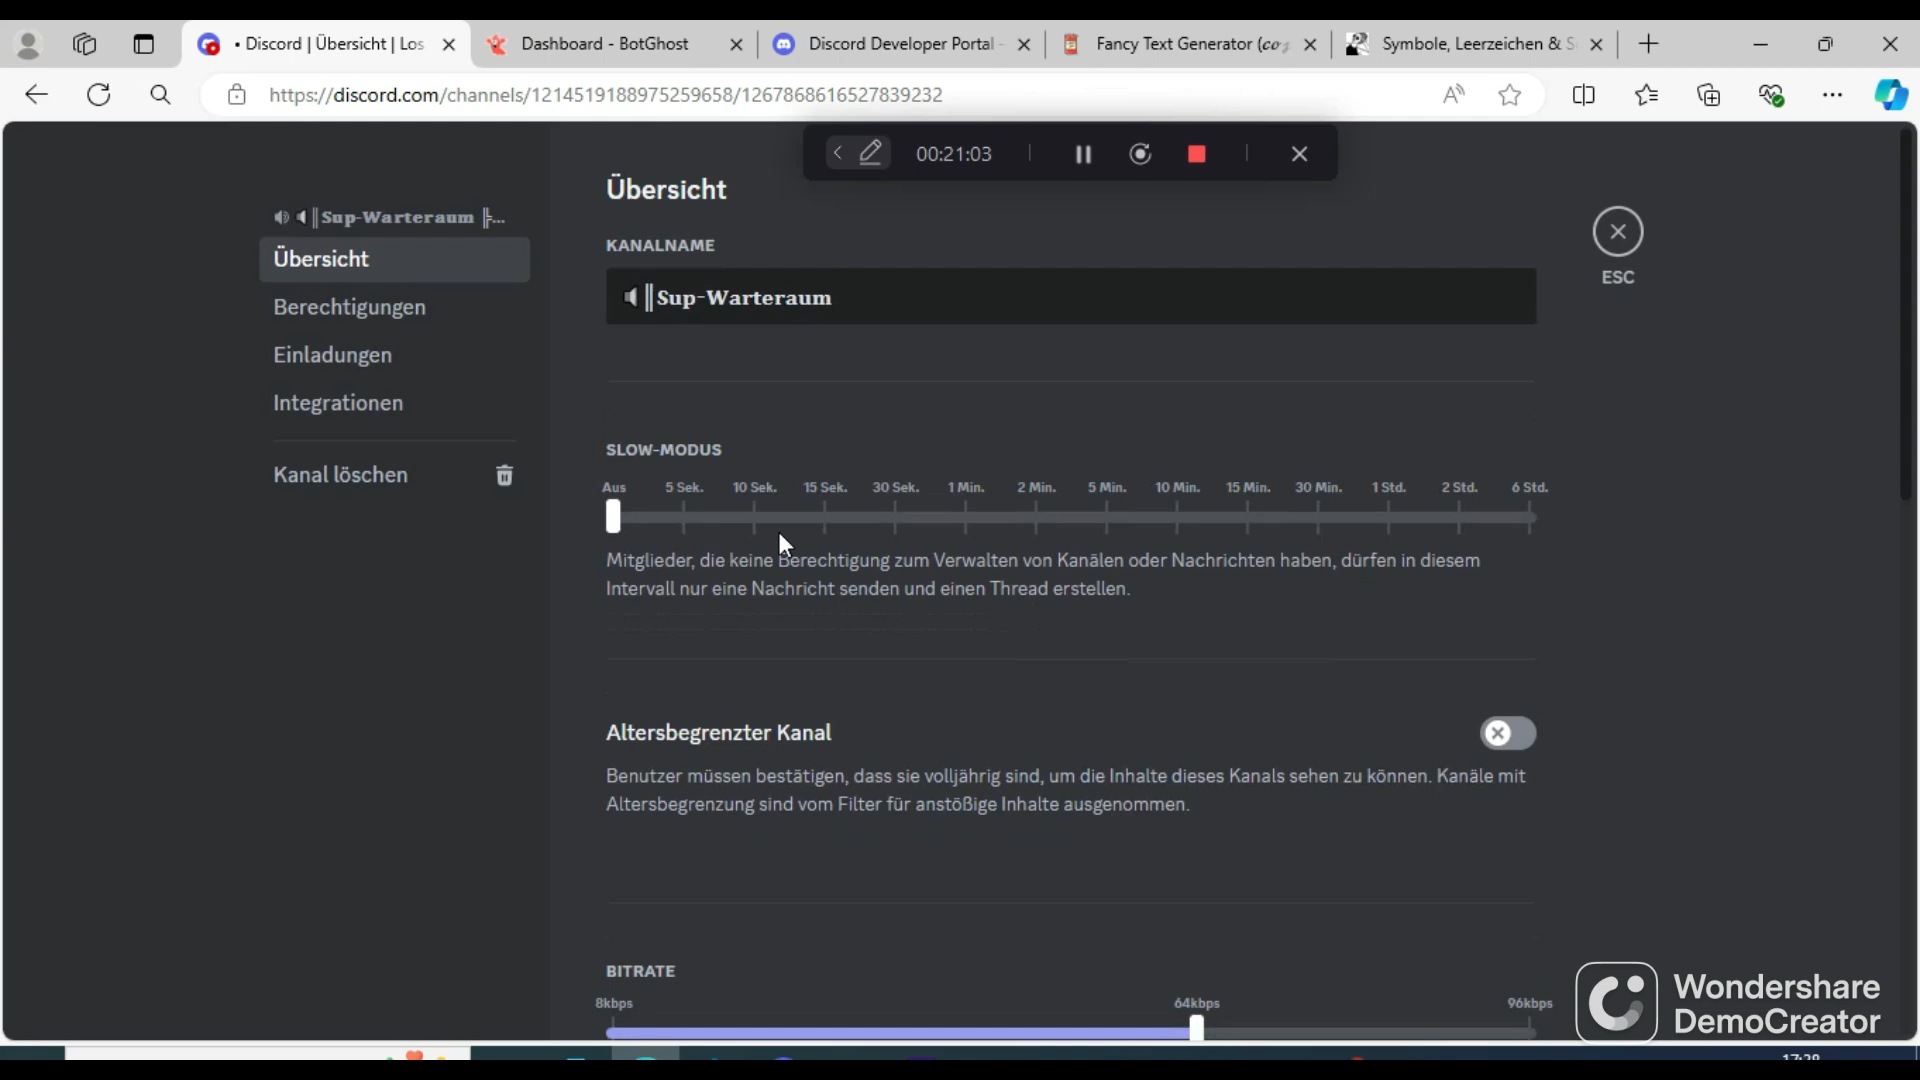 • Discord | Übersicht | Los
Dashboard - BotGhost
Discord Developer Portal -
Fancy Text Generator (𝒸𝑜
Symbole, Leerzeichen & S
https://discord.com/channels/1214519188975259658/1267868616527839232
00:21:03
Übersicht
║Sup-Warteraum ╠...
KANALNAME
Übersicht
║Sup-Warteraum
ESC
Berechtigungen
Einladungen
Integrationen
SLOW-MODUS
Kanal löschen
Aus 5 Sek. 10 Sek. 15 Sek. 30 Sek. 1 Min. 2 Min. 5 Min. 10 Min. 15 Min. 30 Min. 1 Std. 2 Std. 6 Std.
Mitglieder, die keine Berechtigung zum Verwalten von Kanälen oder Nachrichten haben, dürfen in diesem
Intervall nur eine Nachricht senden und einen Thread erstellen.
Altersbegrenzter Kanal
Benutzer müssen bestätigen, dass sie volljährig sind, um die Inhalte dieses Kanals sehen zu können. Kanäle mit
Altersbegrenzung sind vom Filter für anstößige Inhalte ausgenommen.
BITRATE
8kbps 64kbps 96kbps
Wondershare
DemoCreator